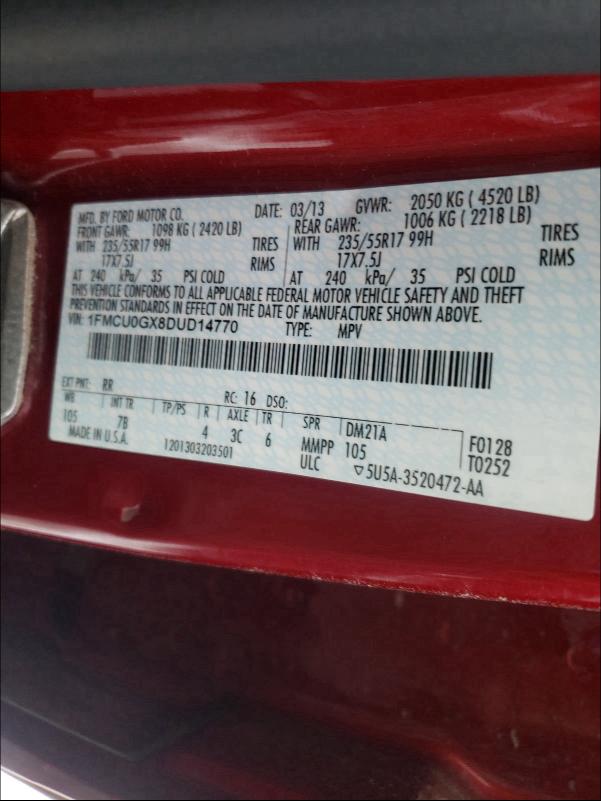 MFD. BY FORD MOTOR CO. DATE: 03/13 GVWR: 2050 KG ( 4520 LB)
FRONT GAWR: 1098 KG ( 2420 LB) REAR GAWR: 1006 KG ( 2218 LB)
WITH 235/55R17 99H TIRES WITH 235/55R17 99H TIRES
17X7.5J RIMS 17X7.5J RIMS
AT 240 kPa/ 35 PSI COLD AT 240 kPa/ 35 PSI COLD
THIS VEHICLE CONFORMS TO ALL APPLICABLE FEDERAL MOTOR VEHICLE SAFETY AND THEFT
PREVENTION STANDARDS IN EFFECT ON THE DATE OF MANUFACTURE SHOWN ABOVE.
VIN: 1FMCU0GX8DUD14770 TYPE: MPV
EXT PNT: RR RC: 16 DSO:
WB INT TR TP/PS R AXLE TR SPR DM21A F0128
105 7B 4 3C 6 MMPP 105 T0252
MADE IN U.S.A. 1201303203501 ULC ▽5U5A-3520472-AA